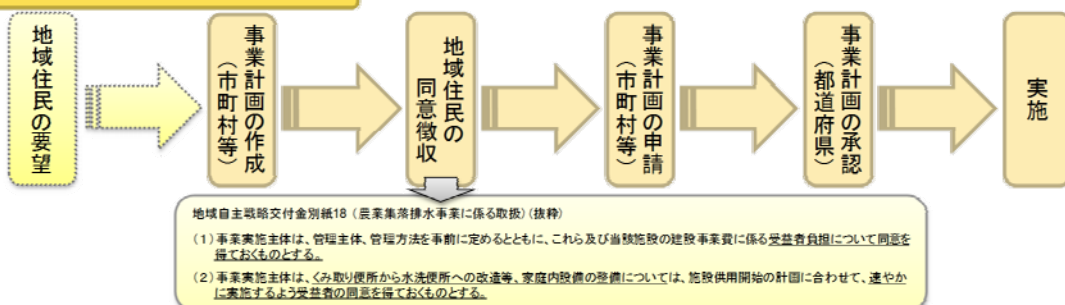 地域住民の要望
事業計画の作成
（市町村等）
地域住民の
同意徴収
事業計画の申請
（市町村等）
事業計画の承認
（都道府県）
実施
地域自主戦略交付金別紙18（農業集落排水事業に係る取扱）（抜粋）
（1）事業実施主体は、管理主体、管理方法を事前に定めるとともに、これら及び当該施設の建設事業費に係る受益者負担について同意を
得ておくものとする。
（2）事業実施主体は、くみ取り便所から水洗便所への改造等、家庭内設備の整備については、施設供用開始の計画に合わせて、速やか
に実施するよう受益者の同意を得ておくものとする。